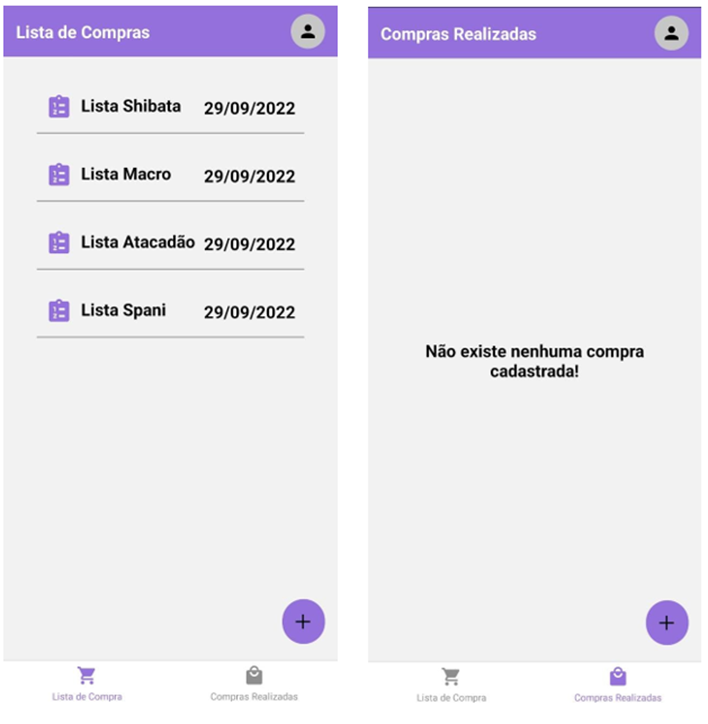 Lista de Compras
Lista Shibata 29/09/2022
Lista Macro 29/09/2022
Lista Atacadão 29/09/2022
Lista Spani 29/09/2022
Lista de Compra Compras Realizadas
Compras Realizadas
Não existe nenhuma compra
cadastrada!
Lista de Compra Compras Realizadas